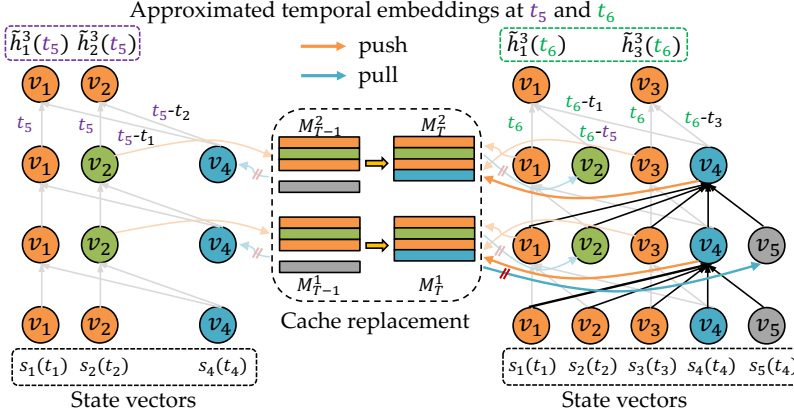 Approximated temporal embeddings at t₅ and t₆
h̃₁³(t₅) h̃₂³(t₅)
push
pull
h̃₁³(t₆) h̃₃³(t₆)
v₁ v₂
v₁ v₃
t₅ t₅ t₅-t₁ t₅-t₂
t₆ t₆-t₁ t₆-t₅ t₆ t₆-t₃
M²_T−1 M²_T
v₁ v₂ v₄
v₁ v₂ v₃ v₄
v₁ v₂ v₄
v₁ v₂ v₃ v₄ v₅
M¹_T−1 M¹_T
Cache replacement
v₁ v₂ v₄
v₁ v₂ v₃ v₄ v₅
s₁(t₁) s₂(t₂) s₄(t₄)
s₁(t₁) s₂(t₂) s₃(t₃) s₄(t₄) s₅(t₄)
State vectors
State vectors